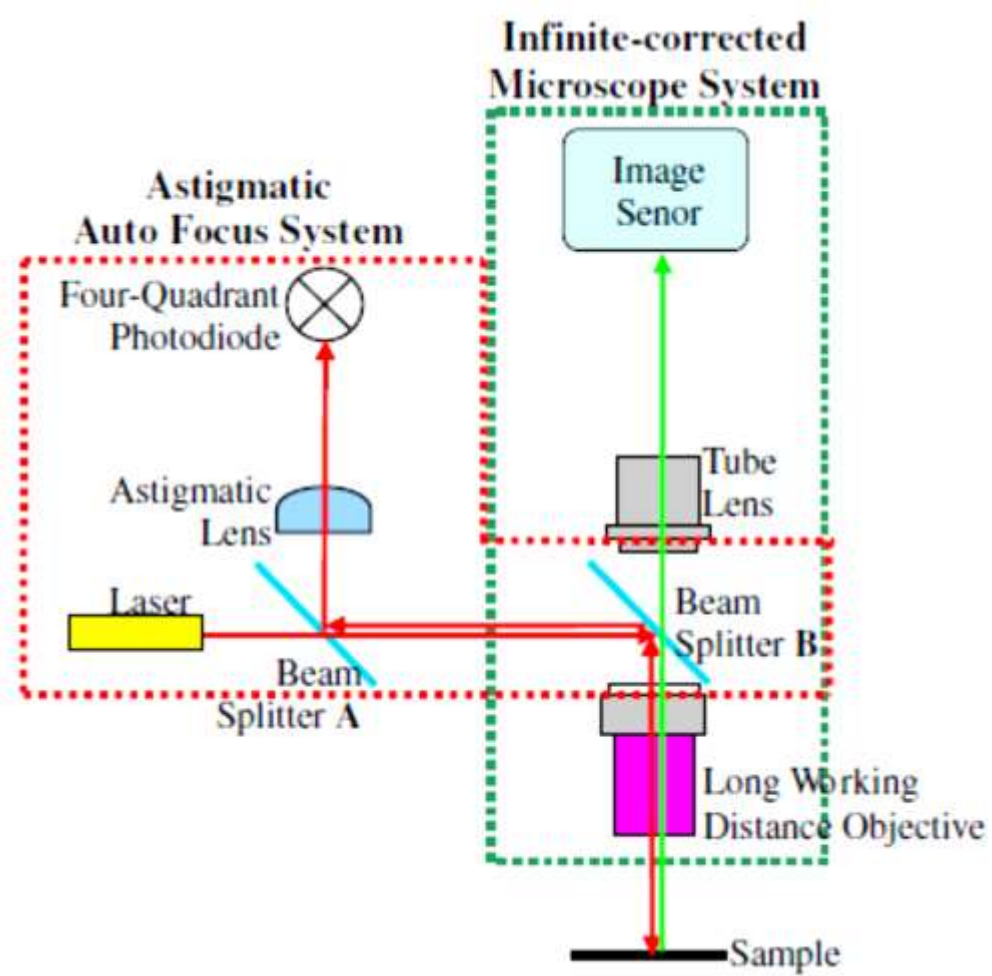 Infinite-corrected
Microscope System
Image
Senor
Astigmatic
Auto Focus System
Four-Quadrant
Photodiode
Tube
Lens
Astigmatic
Lens
Laser
Beam
Splitter B
Beam
Splitter A
Long Working
Distance Objective
Sample